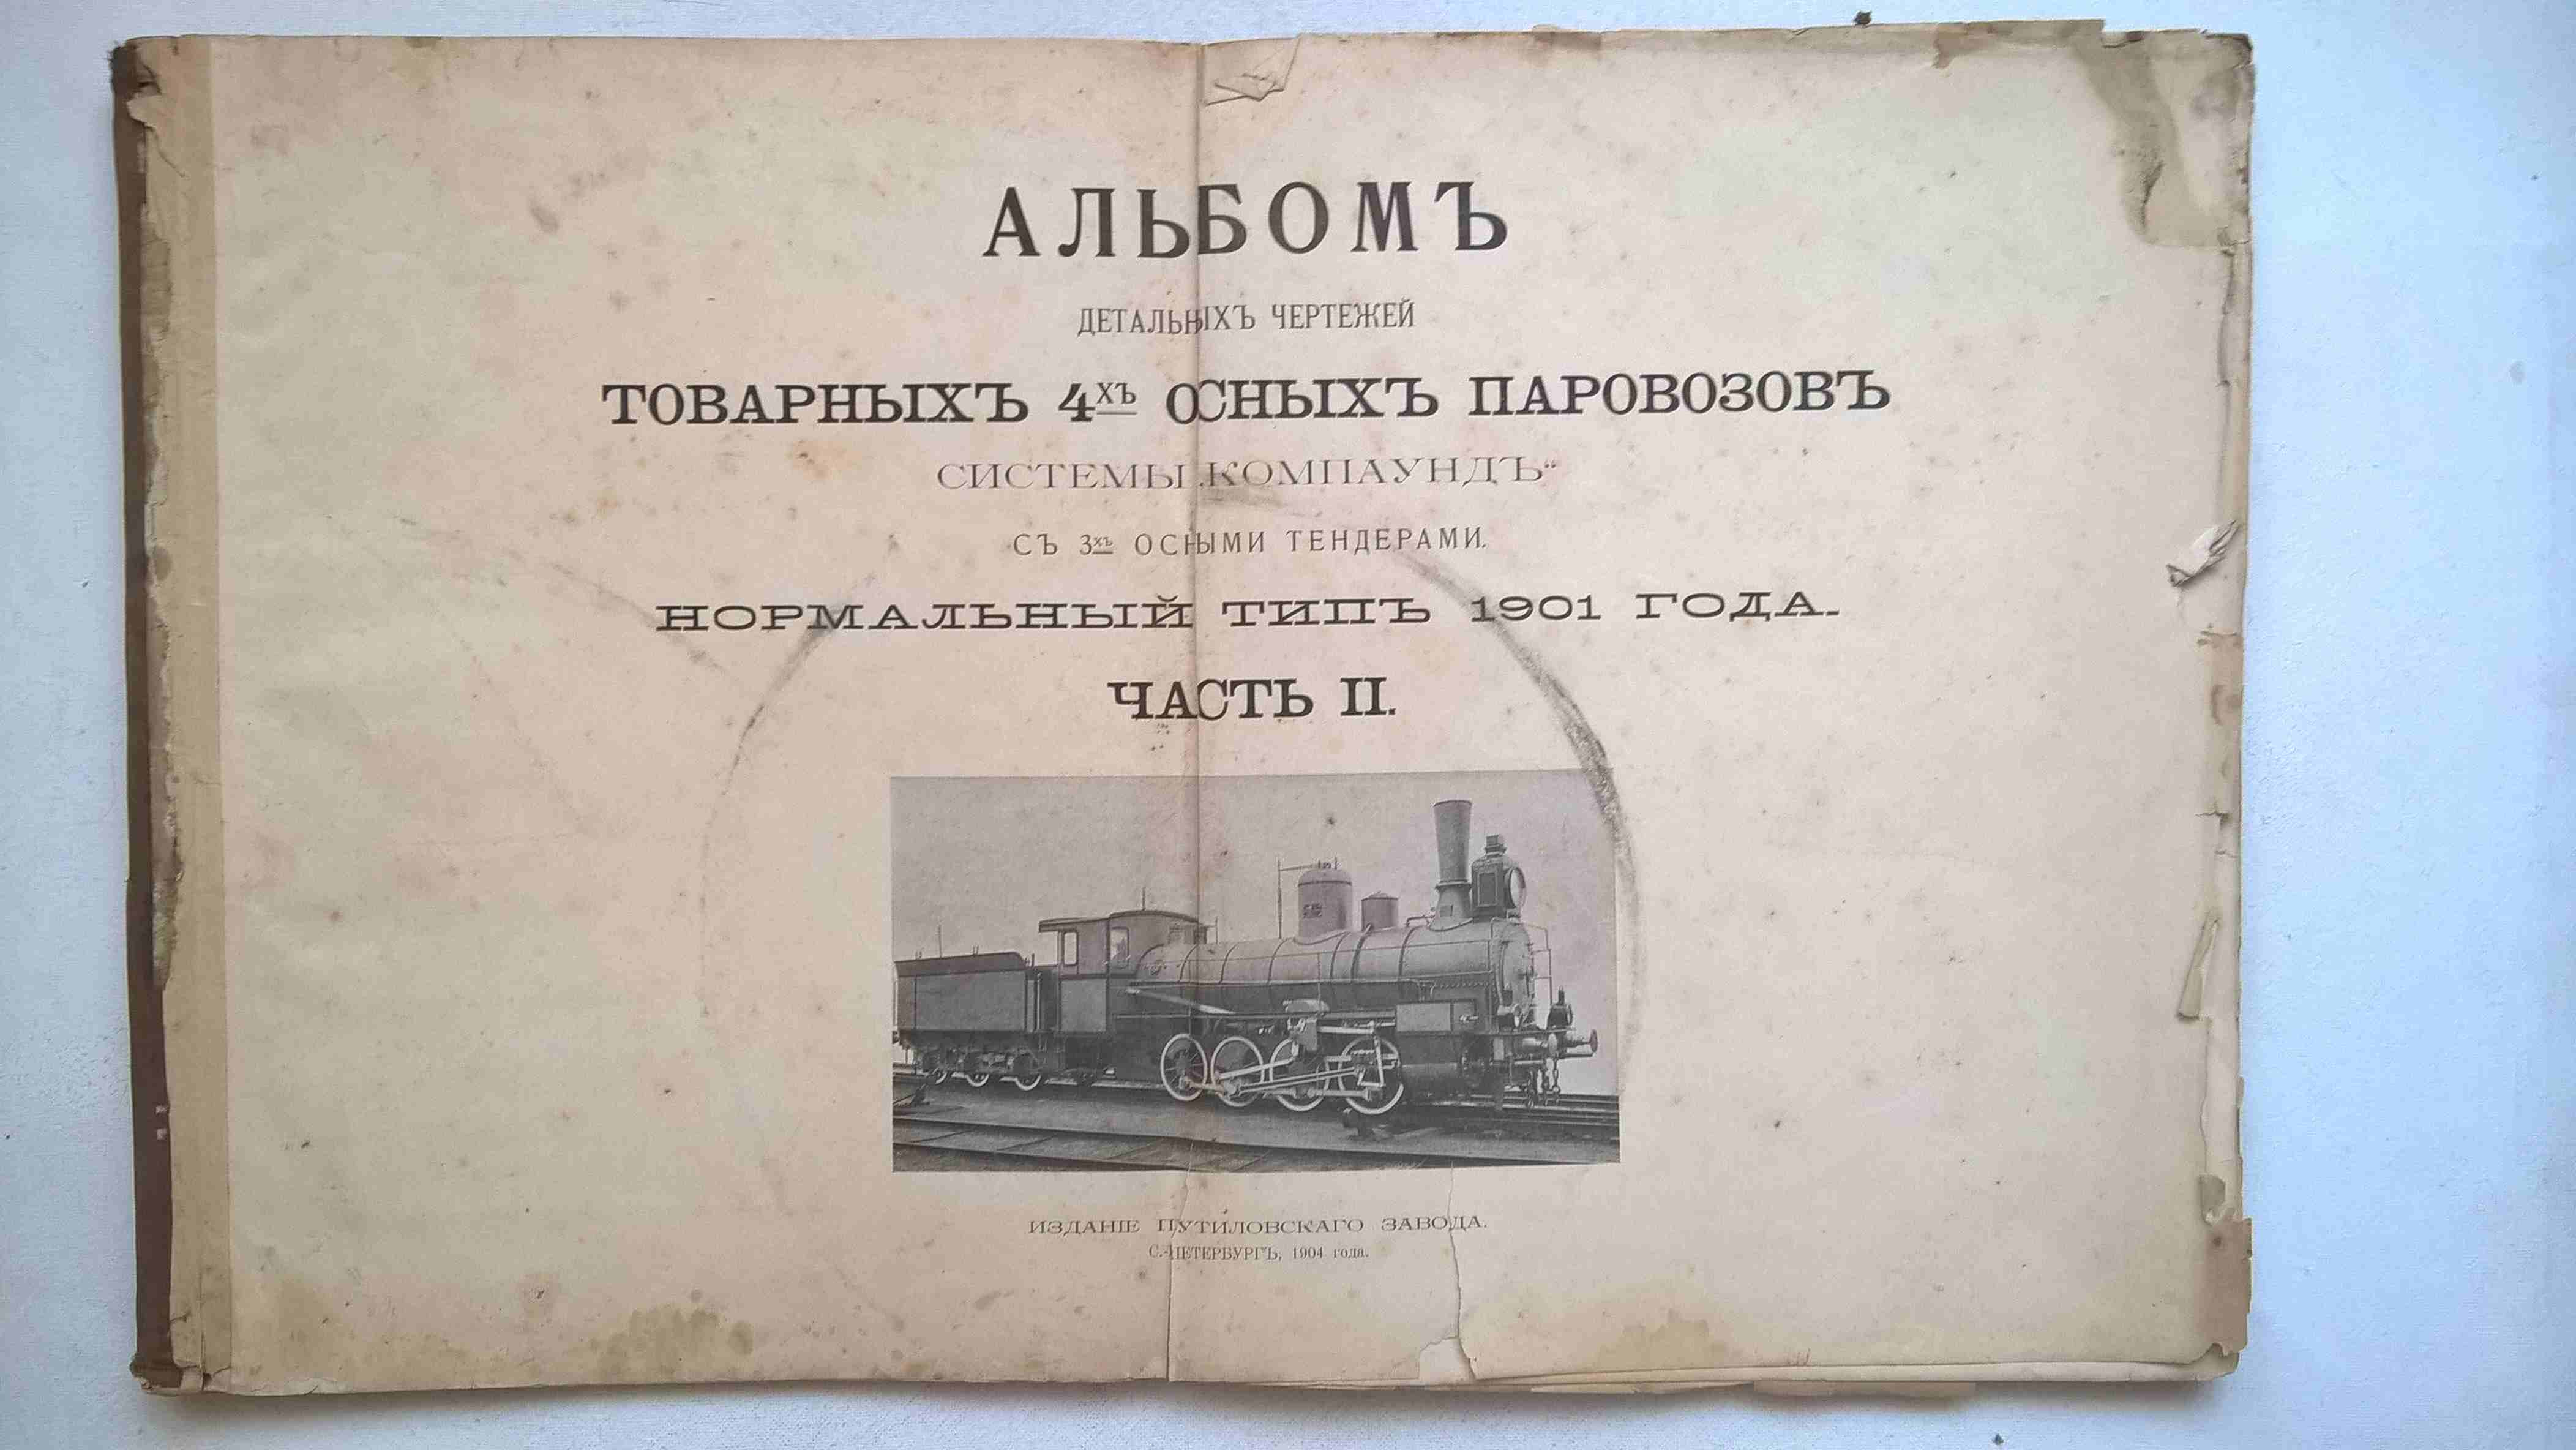 АЛЬБОМЪ
ДЕТАЛЬНЫХЪ ЧЕРТЕЖЕЙ
ТОВАРНЫХЪ 4хъ ОСНЫХЪ ПАРОВОЗОВЪ
СИСТЕМЫ „КОМПАУНДЪ“
СЪ 3хъ ОСНЫМИ ТЕНДЕРАМИ.
НОРМАЛЬНЫЙ ТИПЪ 1901 ГОДА.
ЧАСТЬ II.
ИЗДАНІЕ ПУТИЛОВСКАГО ЗАВОДА.
С.-ПЕТЕРБУРГЪ, 1904 года.